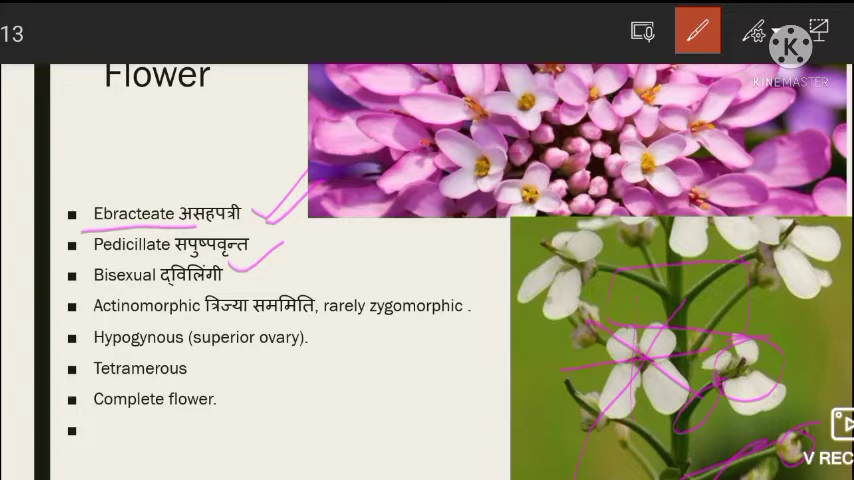 13
KINEMASTER
Flower
Ebracteate असहपत्री
Pedicillate सपुष्पवृन्त
Bisexual द्विलिंगी
Actinomorphic त्रिज्या सममिति, rarely zygomorphic .
Hypogynous (superior ovary).
Tetramerous
Complete flower.
V REC